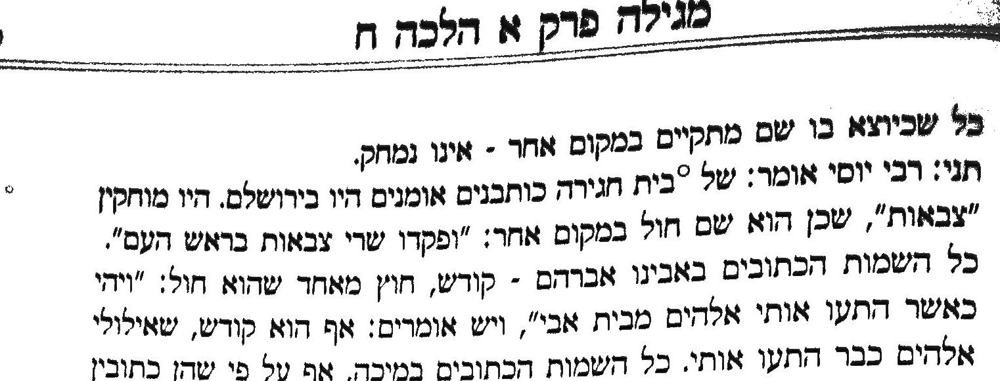 מגילה פרק א הלכה ח
כל שכיוצא בו שם מתקיים במקום אחר - אינו נמחק.
תני: רבי יוסי אומר: של °בית חגירה כותבנים אומנים היו בירושלם. היו מוחקין
"צבאות", שכן הוא שם חול במקום אחר: "ופקדו שרי צבאות בראש העם".
כל השמות הכתובים באבינו אברהם - קודש, חוץ מאחד שהוא חול: "ויהי
כאשר התעו אותי אלהים מבית אבי", ויש אומרים: אף הוא קודש, שאילולי
אלהים כבר התעו אותי. כל השמות הכתובים במיכה, אף על פי שהן כתובין